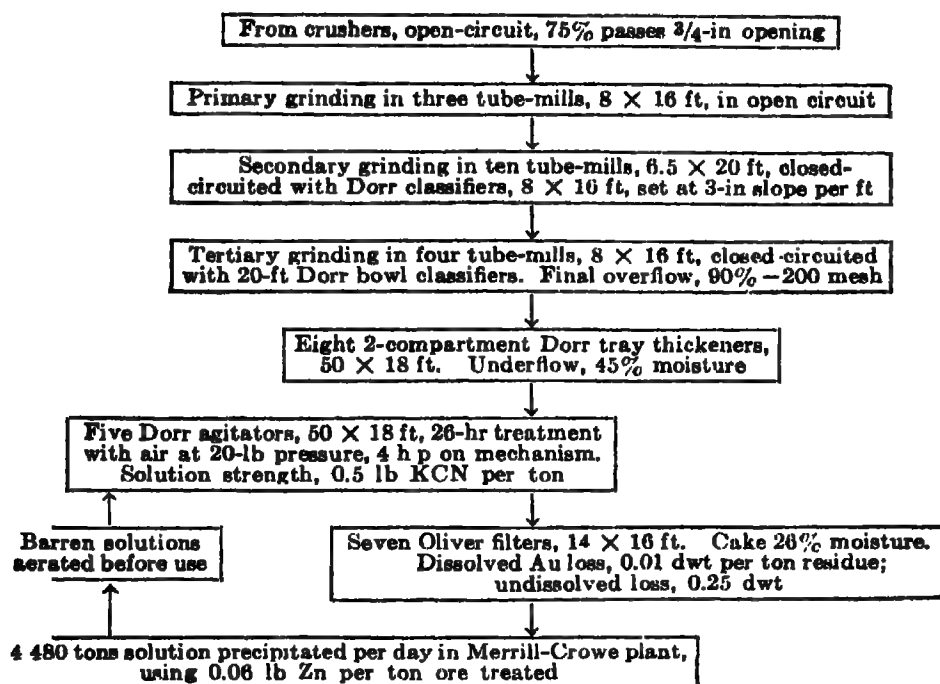 From crushers, open-circuit, 75% passes 3/4-in opening
Primary grinding in three tube-mills, 8 × 16 ft, in open circuit
Secondary grinding in ten tube-mills, 6.5 × 20 ft, closed-
circuited with Dorr classifiers, 8 × 16 ft, set at 3-in slope per ft
Tertiary grinding in four tube-mills, 8 × 16 ft, closed-circuited
with 20-ft Dorr bowl classifiers. Final overflow, 90% −200 mesh
Eight 2-compartment Dorr tray thickeners,
50 × 18 ft. Underflow, 45% moisture
Five Dorr agitators, 50 × 18 ft, 26-hr treatment
with air at 20-lb pressure, 4 h p on mechanism.
Solution strength, 0.5 lb KCN per ton
Barren solutions
aerated before use
Seven Oliver filters, 14 × 16 ft. Cake 26% moisture.
Dissolved Au loss, 0.01 dwt per ton residue;
undissolved loss, 0.25 dwt
4 480 tons solution precipitated per day in Merrill-Crowe plant,
using 0.06 lb Zn per ton ore treated